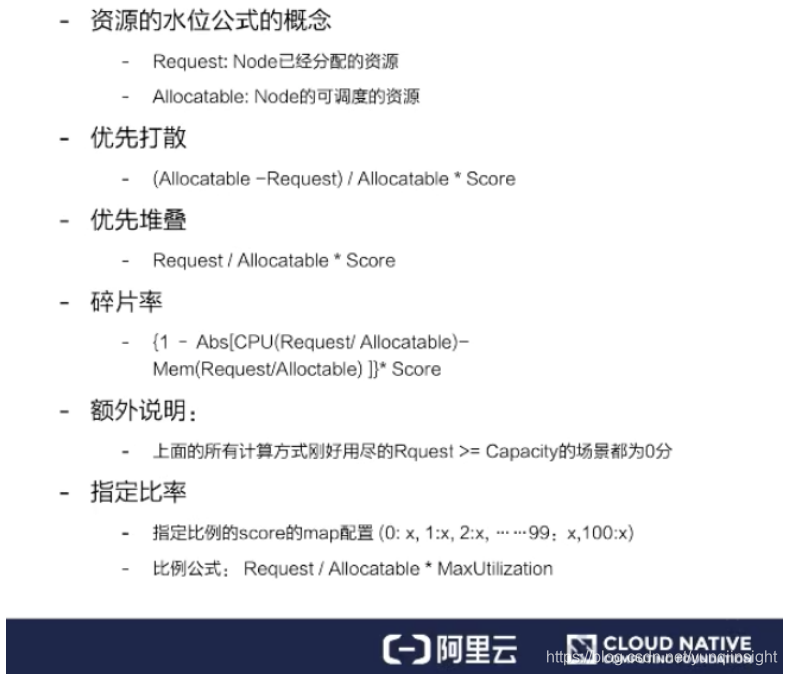 - 资源的水位公式的概念
- Request: Node已经分配的资源
- Allocatable: Node的可调度的资源
- 优先打散
- (Allocatable -Request) / Allocatable * Score
- 优先堆叠
- Request / Allocatable * Score
- 碎片率
- {1 - Abs[CPU(Request/ Allocatable)-
Mem(Request/Alloctable) ]}* Score
- 额外说明：
- 上面的所有计算方式刚好用尽的Rquest >= Capacity的场景都为0分
- 指定比率
- 指定比例的score的map配置 (0: x, 1:x, 2:x, ……99：x,100:x)
- 比例公式： Request / Allocatable * MaxUtilization
阿里云
CLOUD NATIVE
COMPUTING FOUNDATION
https://blog.csdn.net/yunqiinsight